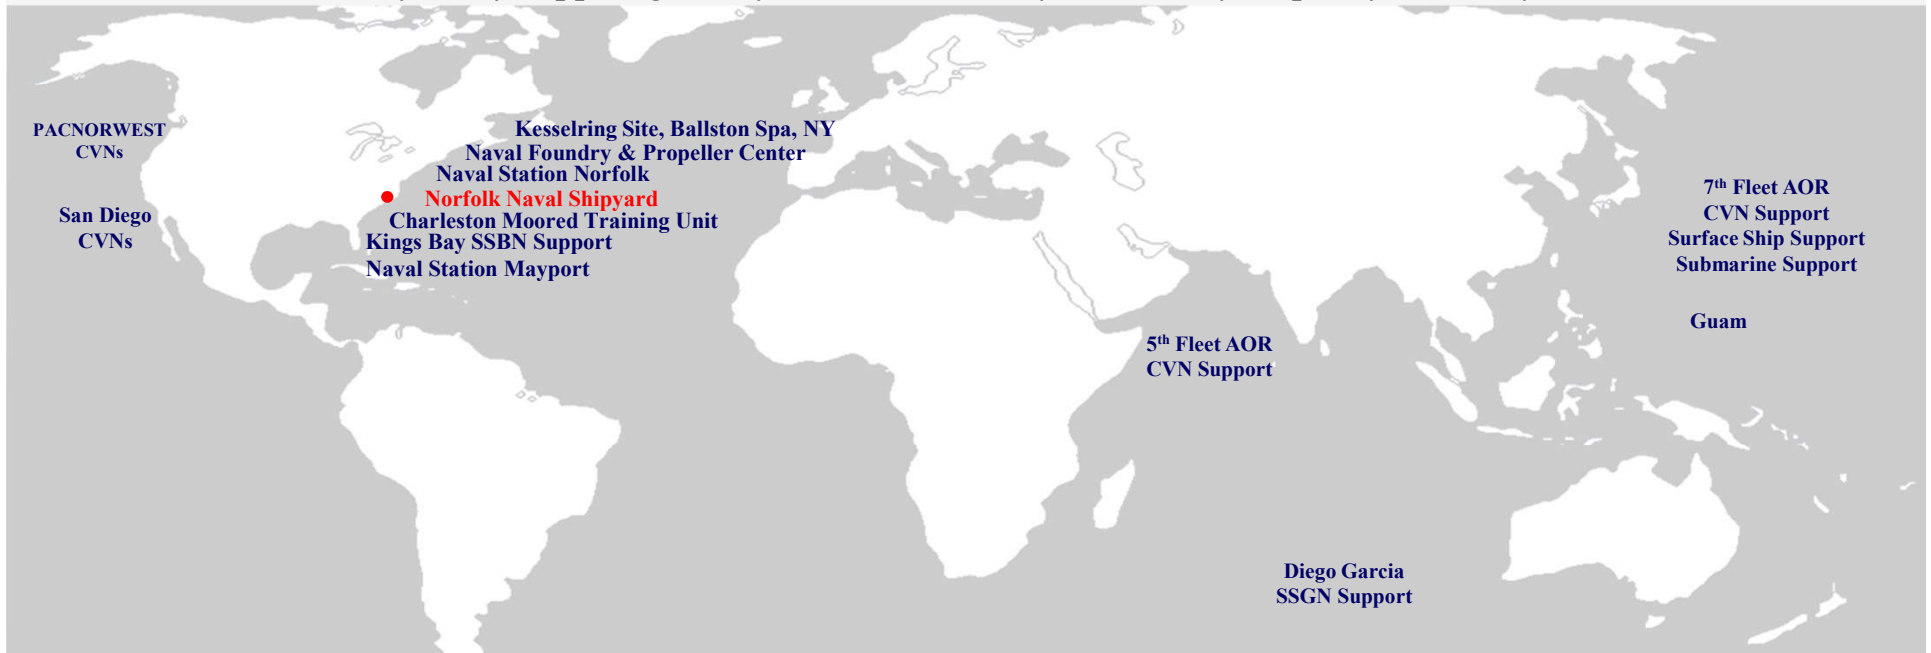 PACNORWEST
CVNs
San Diego
CVNs
Kesselring Site, Ballston Spa, NY
Naval Foundry & Propeller Center
Naval Station Norfolk
Norfolk Naval Shipyard
Charleston Moored Training Unit
Kings Bay SSBN Support
Naval Station Mayport
5th Fleet AOR
CVN Support
Diego Garcia
SSGN Support
7th Fleet AOR
CVN Support
Surface Ship Support
Submarine Support
Guam